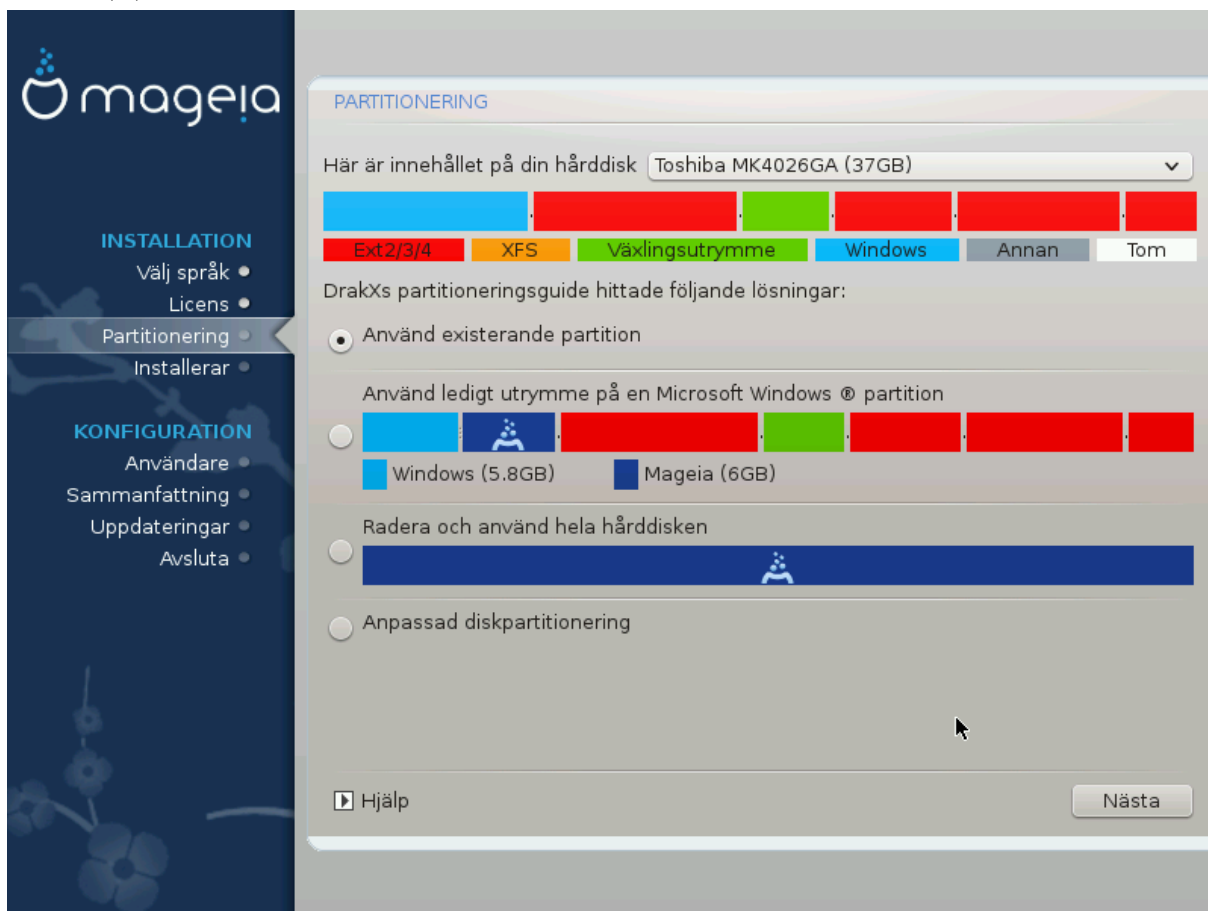 mageia
INSTALLATION
Välj språk
Licens
Partitionering
Installerar
KONFIGURATION
Användare
Sammanfattning
Uppdateringar
Avsluta
PARTITIONERING
Här är innehållet på din hårddisk Toshiba MK4026GA (37GB)
Ext2/3/4 XFS Växlingsutrymme Windows Annan Tom
DrakXs partitioneringsguide hittade följande lösningar:
Använd existerande partition
Använd ledigt utrymme på en Microsoft Windows ® partition
Windows (5.8GB) Mageia (6GB)
Radera och använd hela hårddisken
Anpassad diskpartitionering
Hjälp Nästa